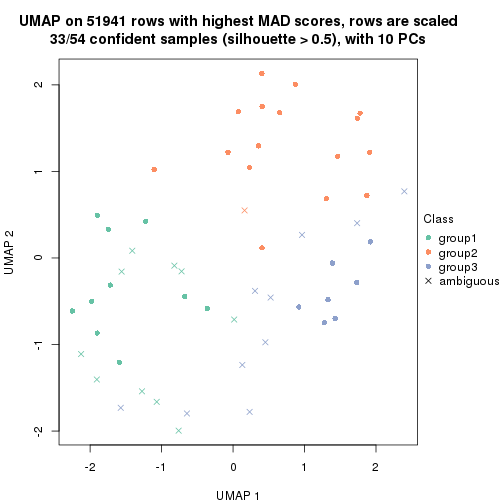 UMAP on 51941 rows with highest MAD scores, rows are scaled
33/54 confident samples (silhouette > 0.5), with 10 PCs
2
1
0
-1
-2
UMAP 2
-2
-1
0
1
2
UMAP 1
Class
group1
group2
group3
ambiguous